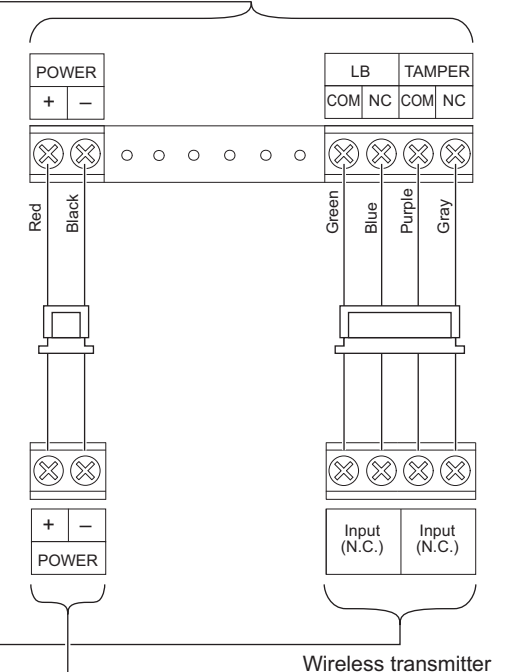 POWER
+ –
LB TAMPER
COM NC COM NC
Red Black Green Blue Purple Gray
+ –
POWER
Input
(N.C.)
Input
(N.C.)
Wireless transmitter